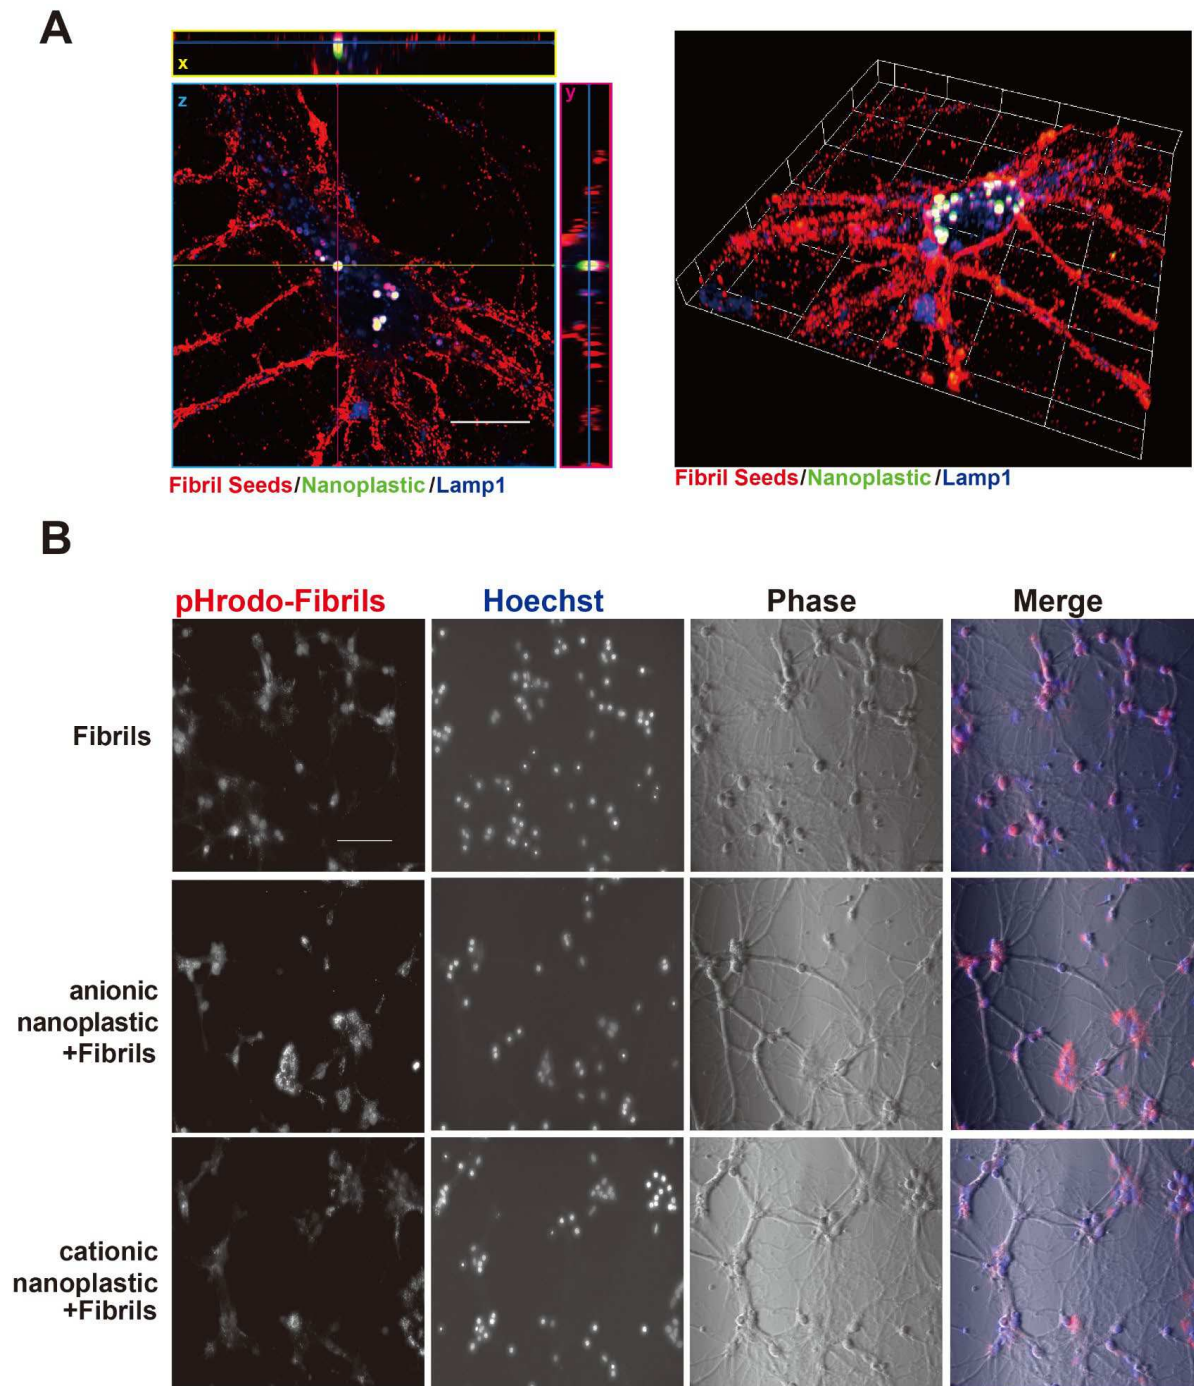 A
x
z
y
Fibril Seeds/Nanoplastic/Lamp1
Fibril Seeds/Nanoplastic/Lamp1
B
pHrodo-Fibrils
Hoechst
Phase
Merge
Fibrils
anionic
nanoplastic
+Fibrils
cationic
nanoplastic
+Fibrils